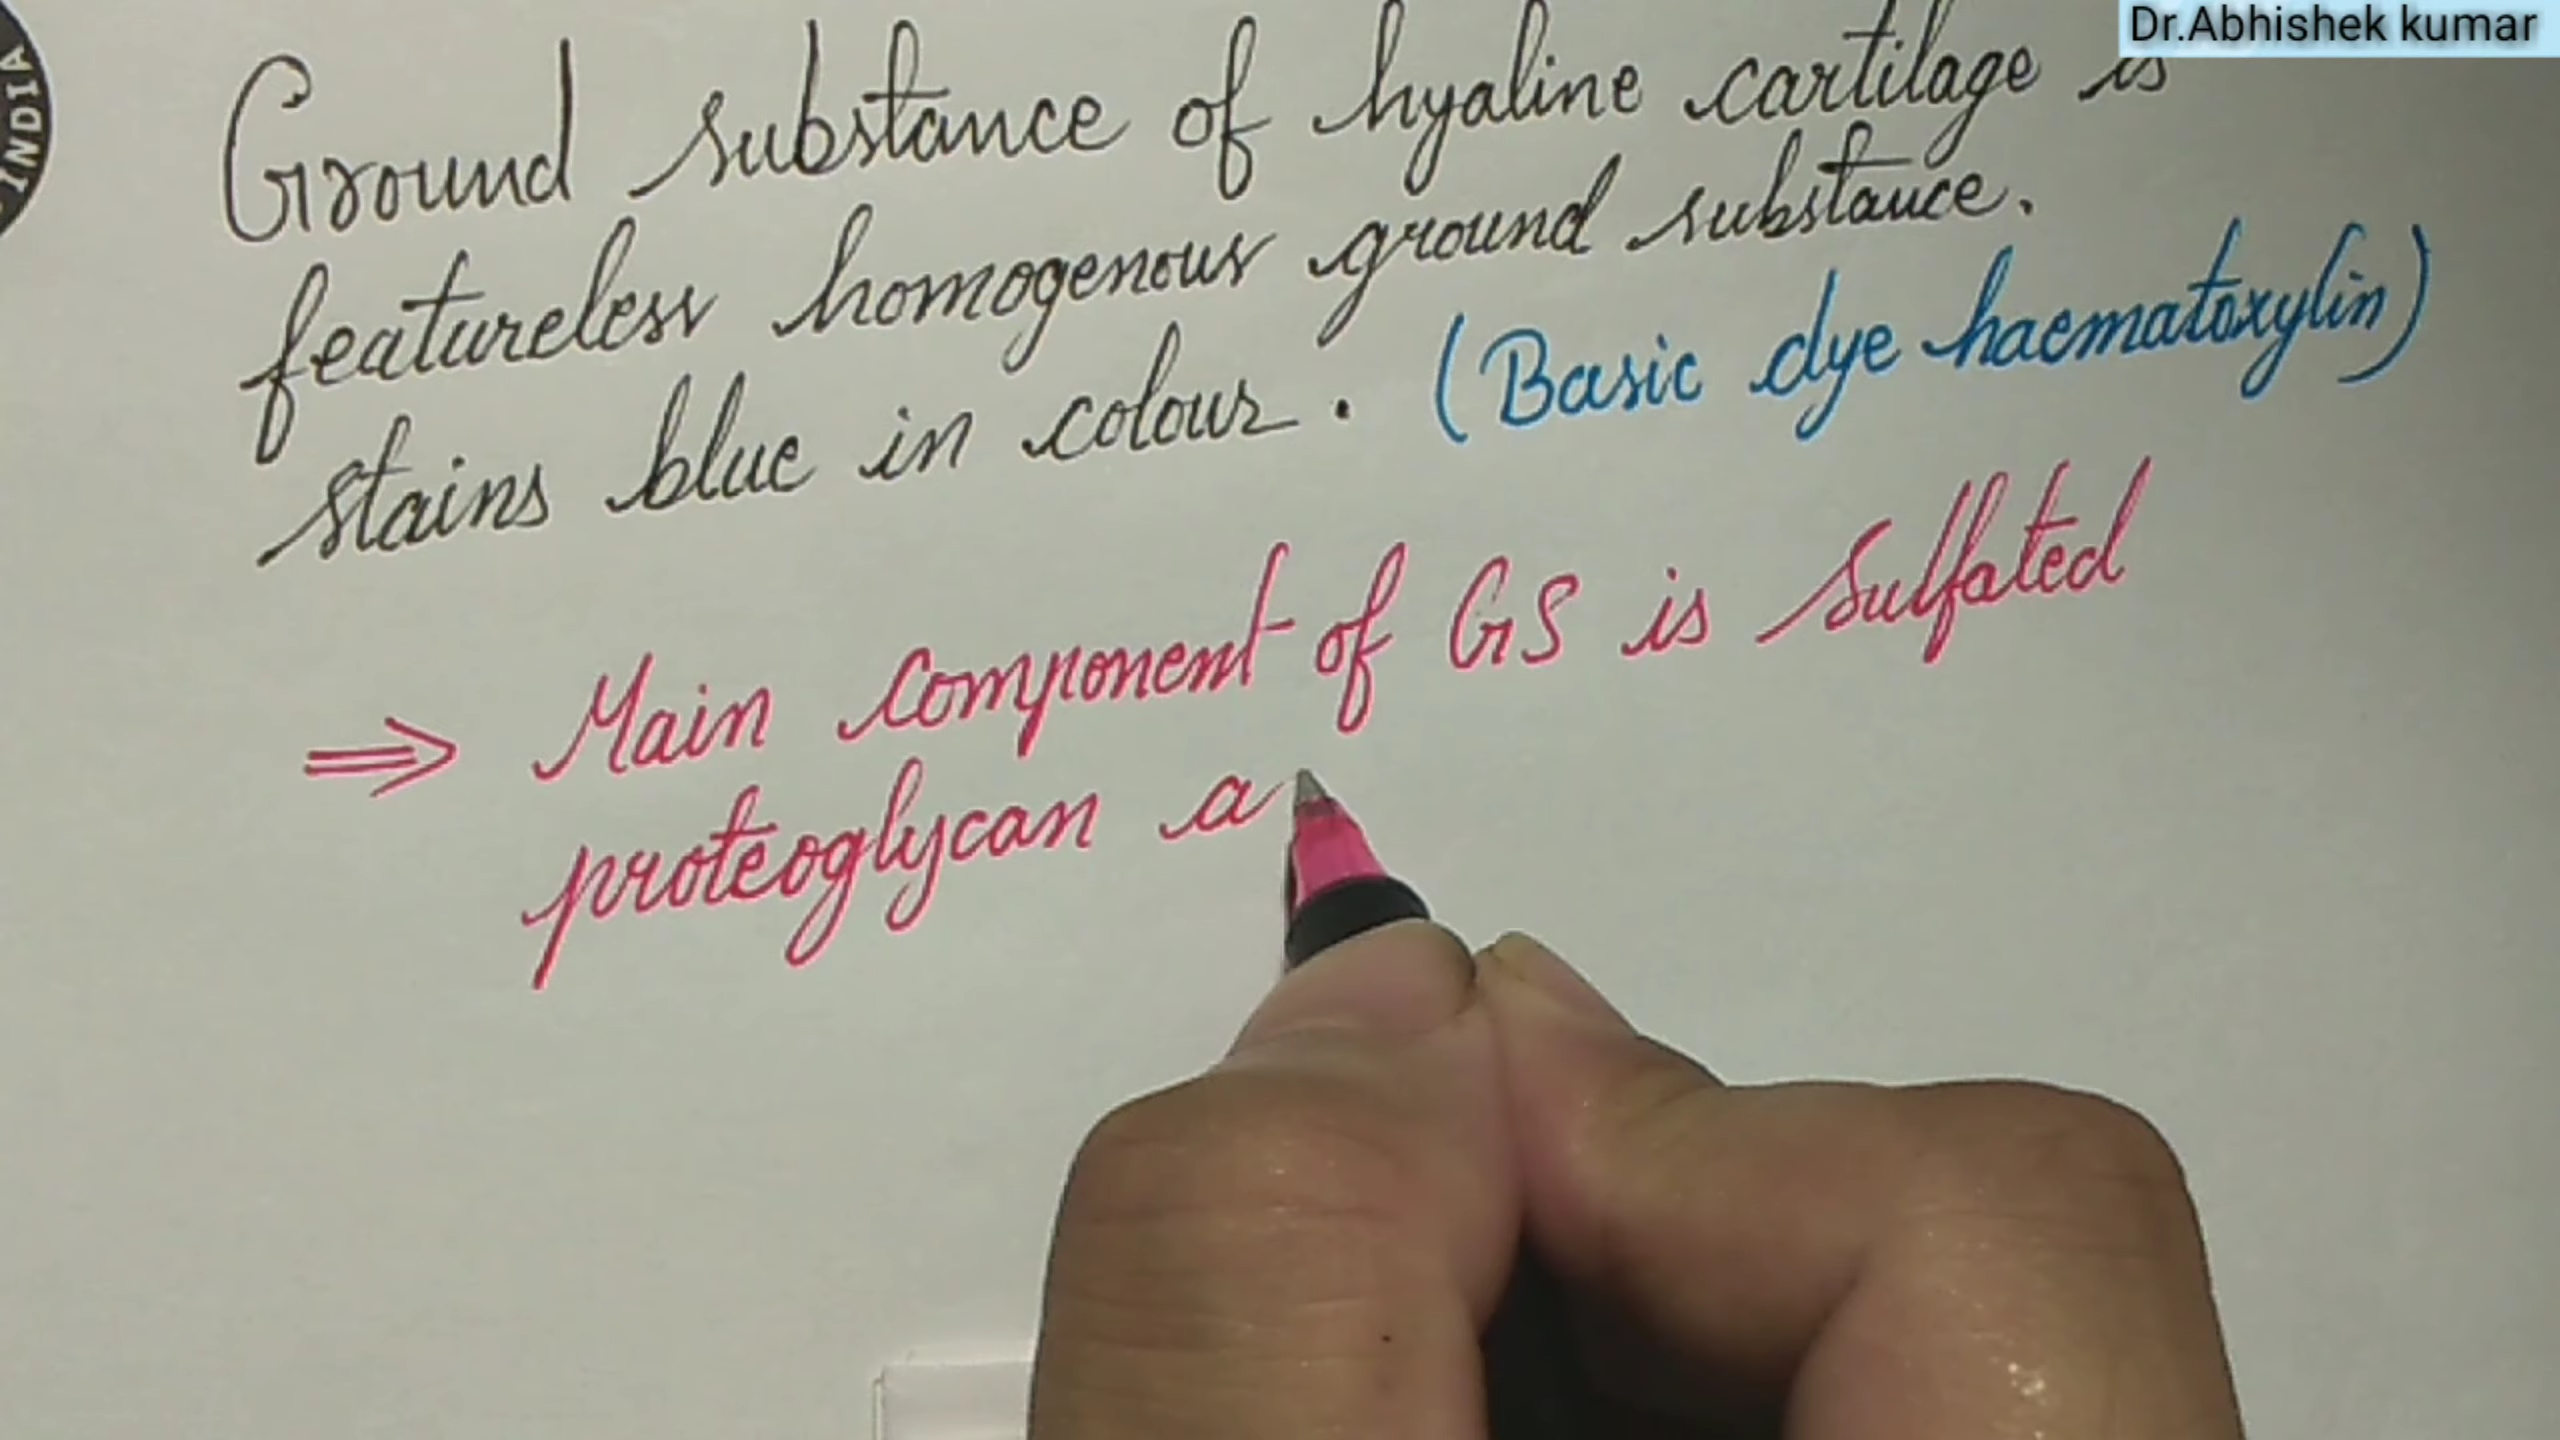 Dr.Abhishek kumar
INDIA
Ground substance of hyaline cartilage is
featureless homogenous ground substance.
stains blue in colour. (Basic dye haematoxylin)
⇒ Main component of GS is sulfated
proteoglycan a